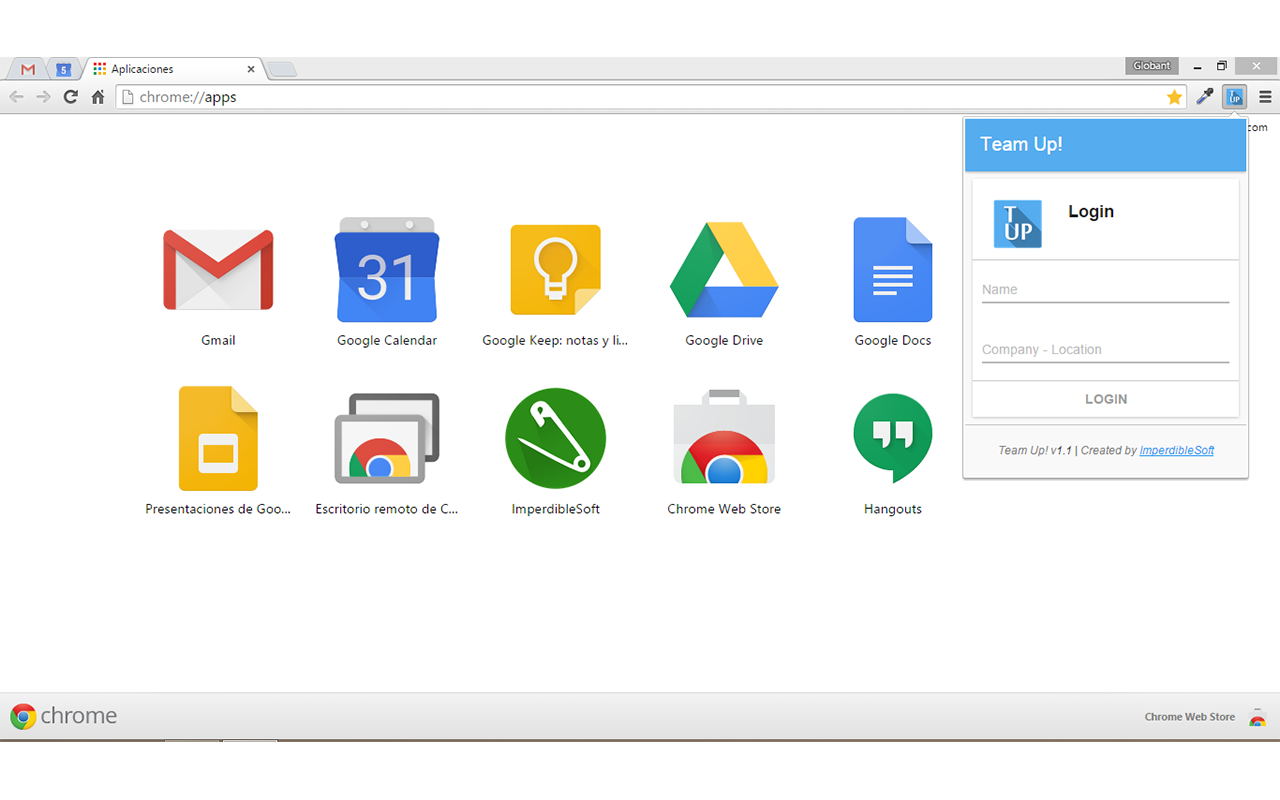 5
Aplicaciones
Globant
chrome://apps
T UP
com
Team Up!
T
UP
Login
Name
Company - Location
LOGIN
Team Up! v1.1 | Created by ImperdibleSoft
31
Gmail
Google Calendar
Google Keep: notas y li...
Google Drive
Google Docs
Presentaciones de Goo...
Escritorio remoto de C...
ImperdibleSoft
Chrome Web Store
Hangouts
chrome
Chrome Web Store